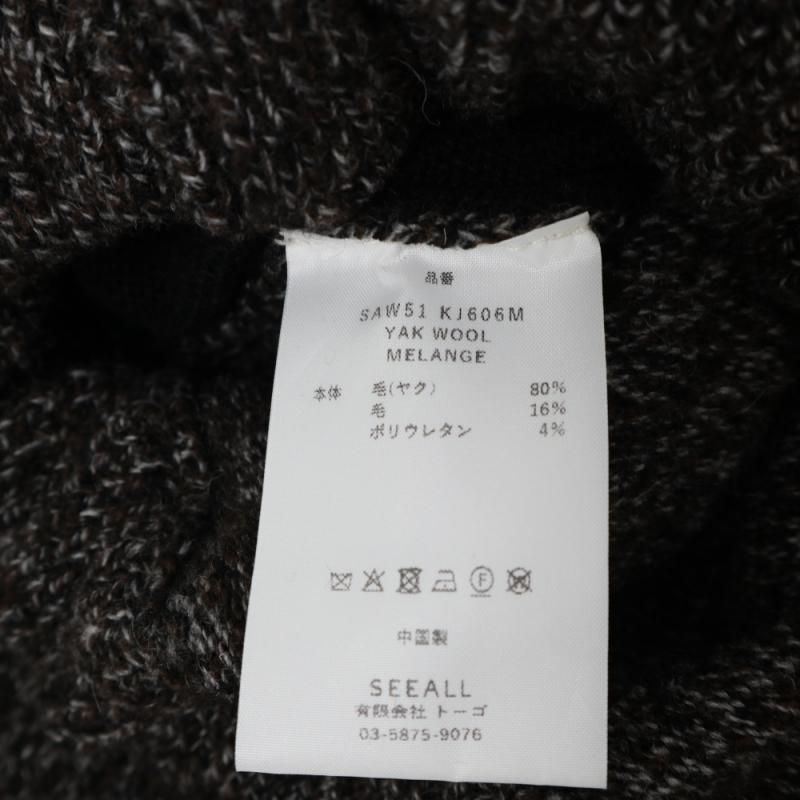 品番
SAW51 KJ606M
YAK WOOL
MELANGE
本体 毛(ヤク) 80%
毛 16%
ポリウレタン 4%
F
中国製
SEEALL
有限会社 トーゴ
03-5875-9076